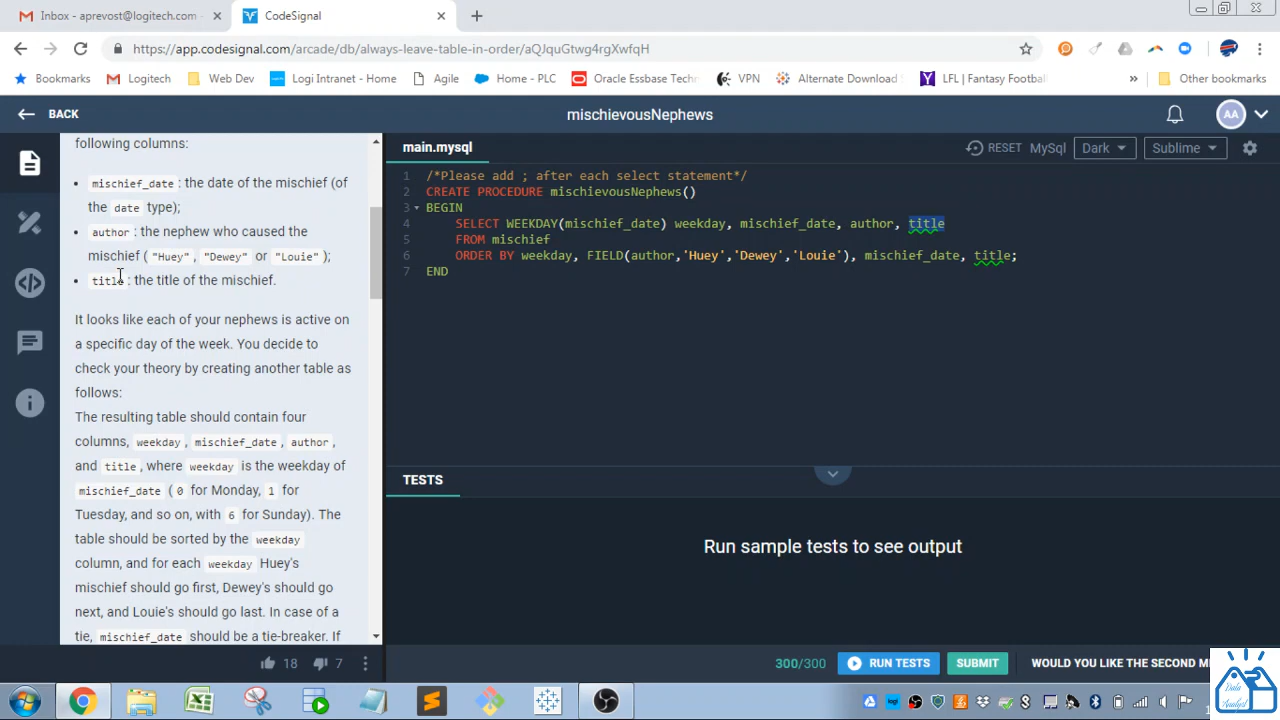 Inbox - aprevost@logitech.com
CodeSignal
https://app.codesignal.com/arcade/db/always-leave-table-in-order/aQJquGtwg4rgXwfqH
Bookmarks
Logitech
Web Dev
Logi Intranet - Home
Agile
Home - PLC
Oracle Essbase Techn
VPN
Alternate Download
LFL | Fantasy Footbal
»
Other bookmarks
BACK
mischievousNephews
AA
following columns:
mischief_date : the date of the mischief (of
the date type);
author : the nephew who caused the
mischief ( "Huey" , "Dewey" or "Louie" );
title : the title of the mischief.
It looks like each of your nephews is active on
a specific day of the week. You decide to
check your theory by creating another table as
follows:
The resulting table should contain four
columns, weekday , mischief_date , author ,
and title , where weekday is the weekday of
mischief_date ( 0 for Monday, 1 for
Tuesday, and so on, with 6 for Sunday). The
table should be sorted by the weekday
column, and for each weekday Huey's
mischief should go first, Dewey's should go
next, and Louie's should go last. In case of a
tie, mischief_date should be a tie-breaker. If
18
7
main.mysql
RESET
MySql
Dark
Sublime
1 /*Please add ; after each select statement*/
2 CREATE PROCEDURE mischievousNephews()
3 BEGIN
4 SELECT WEEKDAY(mischief_date) weekday, mischief_date, author, title
5 FROM mischief
6 ORDER BY weekday, FIELD(author,'Huey','Dewey','Louie'), mischief_date, title;
7 END
TESTS
Run sample tests to see output
300/300
RUN TESTS
SUBMIT
WOULD YOU LIKE THE SECOND M
Data
Analyst